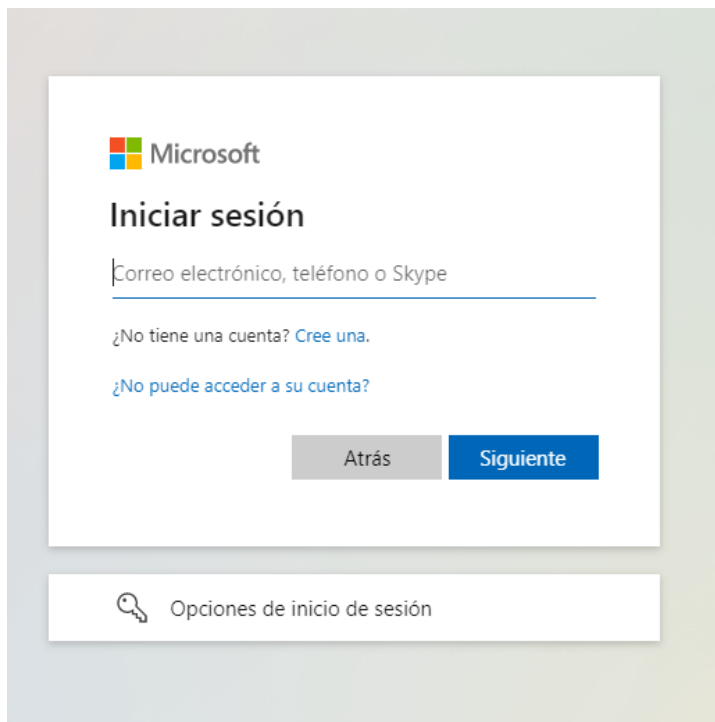 Microsoft
Iniciar sesión
Correo electrónico, teléfono o Skype
¿No tiene una cuenta? Cree una.
¿No puede acceder a su cuenta?
Atrás Siguiente
Opciones de inicio de sesión